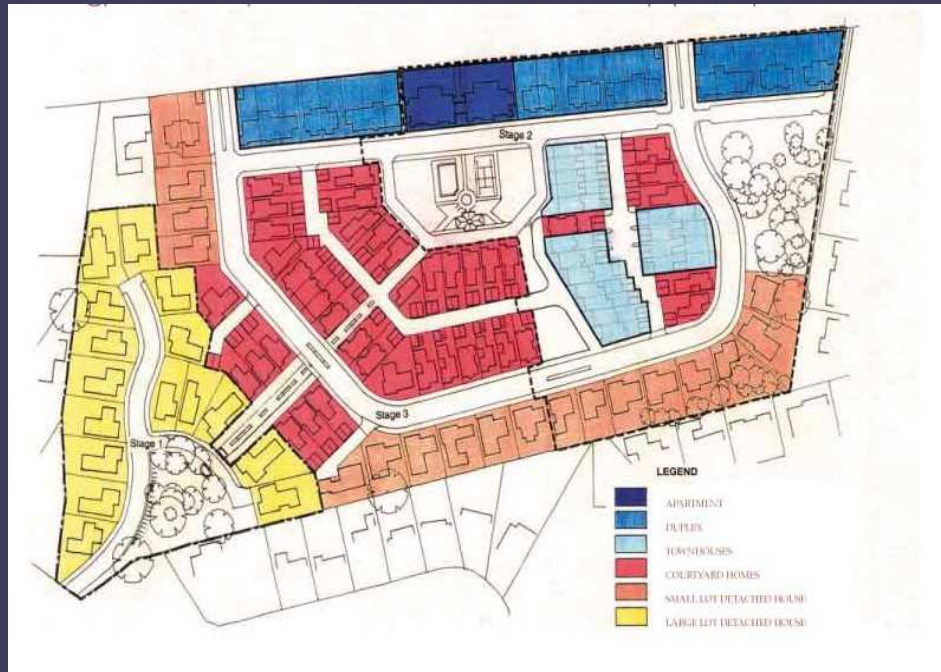 Stage 2
Stage 3
Stage 1
LEGEND
APARTMENT
DUPLEX
TOWNHOUSES
COURTYARD HOMES
SMALL LOT DETACHED HOUSE
LARGE LOT DETACHED HOUSE